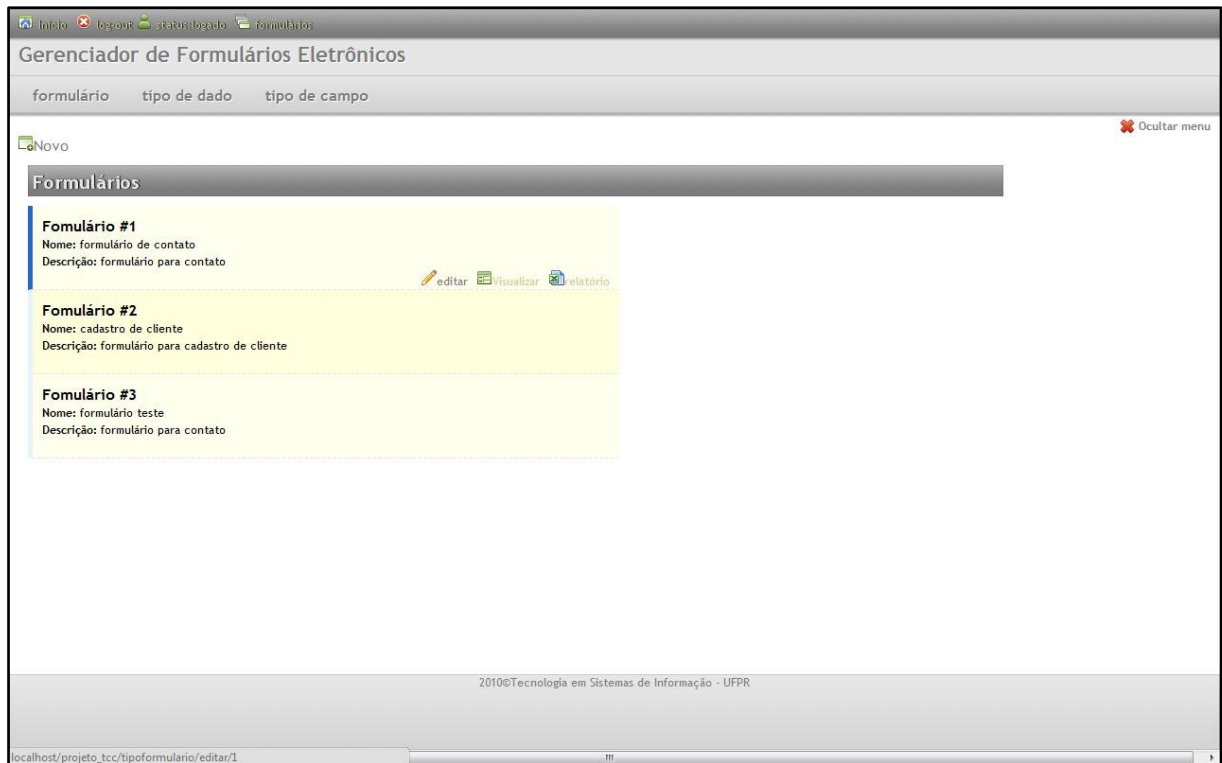 Início log-out status:logado formulários
Gerenciador de Formulários Eletrônicos
formulário tipo de dado tipo de campo
Ocultar menu
Novo
Formulários
Fomulário #1
Nome: formulário de contato
Descrição: formulário para contato
editar Visualizar relatório
Fomulário #2
Nome: cadastro de cliente
Descrição: formulário para cadastro de cliente
Fomulário #3
Nome: formulário teste
Descrição: formulário para contato
2010©Tecnologia em Sistemas de Informação - UFPR
localhost/projeto_tcc/tipoformulario/editar/1